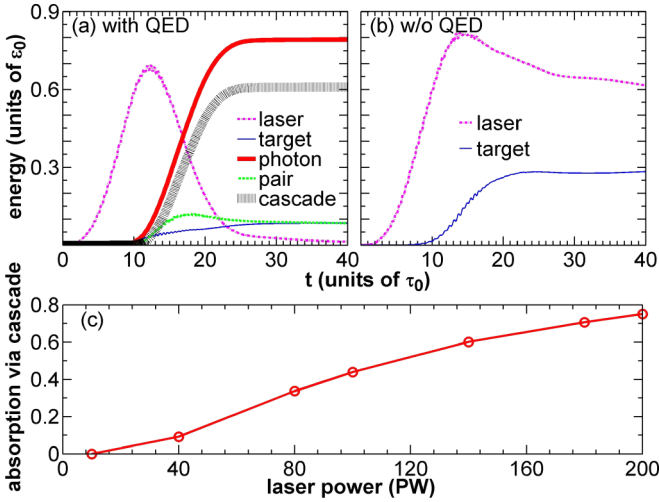 (a) with QED
(b) w/o QED
energy (units of ε₀)
0.9
0.6
0.3
laser
target
photon
pair
cascade
laser
target
0 10 20 30 40
0 10 20 30 40
t (units of τ₀)
(c)
absorption via cascade
0.8
0.6
0.4
0.2
0
0 40 80 120 160 200
laser power (PW)